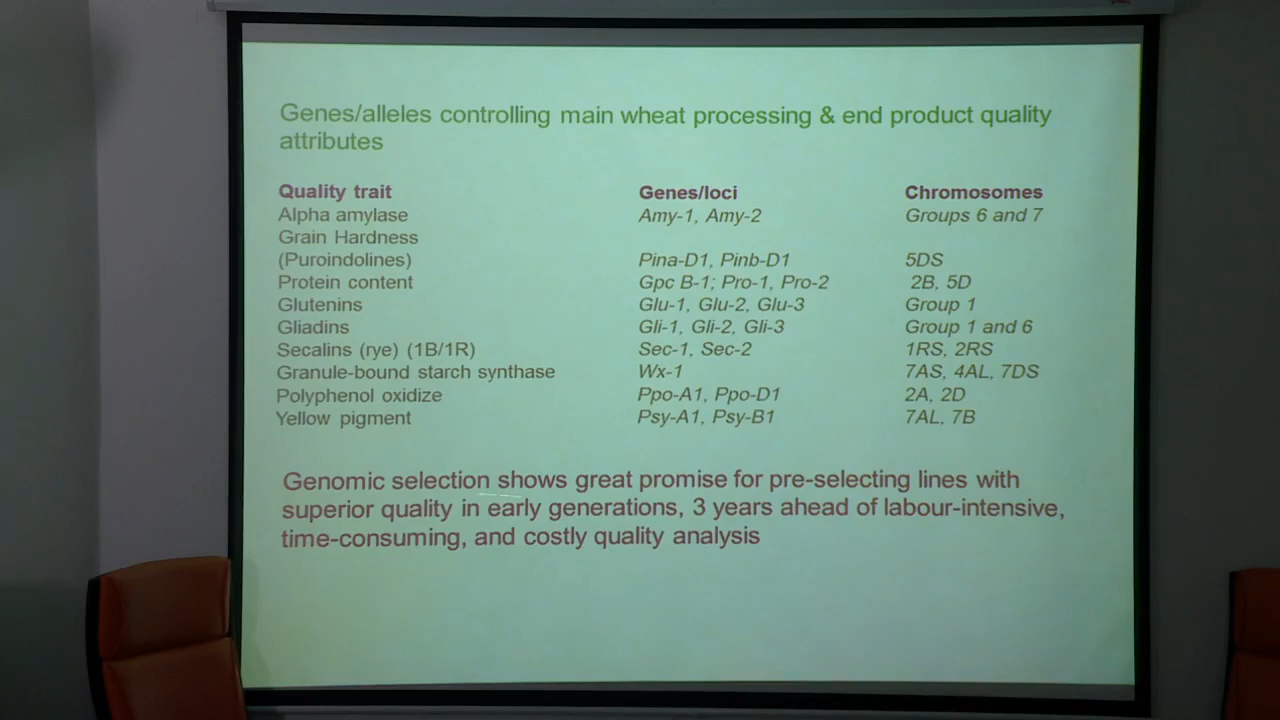 Genes/alleles controlling main wheat processing & end product quality
attributes
Quality trait Genes/loci Chromosomes
Alpha amylase Amy-1, Amy-2 Groups 6 and 7
Grain Hardness
(Puroindolines) Pina-D1, Pinb-D1 5DS
Protein content Gpc B-1; Pro-1, Pro-2 2B, 5D
Glutenins Glu-1, Glu-2, Glu-3 Group 1
Gliadins Gli-1, Gli-2, Gli-3 Group 1 and 6
Secalins (rye) (1B/1R) Sec-1, Sec-2 1RS, 2RS
Granule-bound starch synthase Wx-1 7AS, 4AL, 7DS
Polyphenol oxidize Ppo-A1, Ppo-D1 2A, 2D
Yellow pigment Psy-A1, Psy-B1 7AL, 7B
Genomic selection shows great promise for pre-selecting lines with
superior quality in early generations, 3 years ahead of labour-intensive,
time-consuming, and costly quality analysis